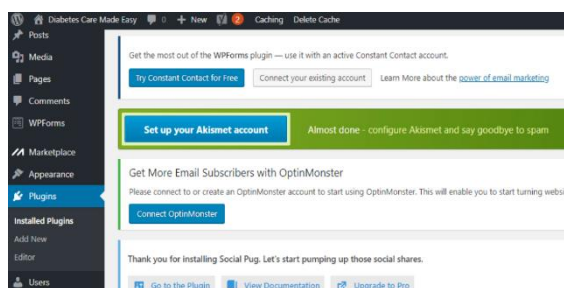 Diabetes Care Made Easy 0 + New 2 Caching Delete Cache
Posts
Media
Pages
Comments
WPForms
Marketplace
Appearance
Plugins
Installed Plugins
Add New
Editor
Users
Get the most out of the WPForms plugin — use it with an active Constant Contact account.
Try Constant Contact for Free Connect your existing account Learn More about the power of email marketing
Set up your Akismet account Almost done - configure Akismet and say goodbye to spam
Get More Email Subscribers with OptinMonster
Please connect to or create an OptinMonster account to start using OptinMonster. This will enable you to start turning websi
Connect OptinMonster
Thank you for installing Social Pug. Let's start pumping up those social shares.
Go to the Plugin View Documentation Upgrade to Pro